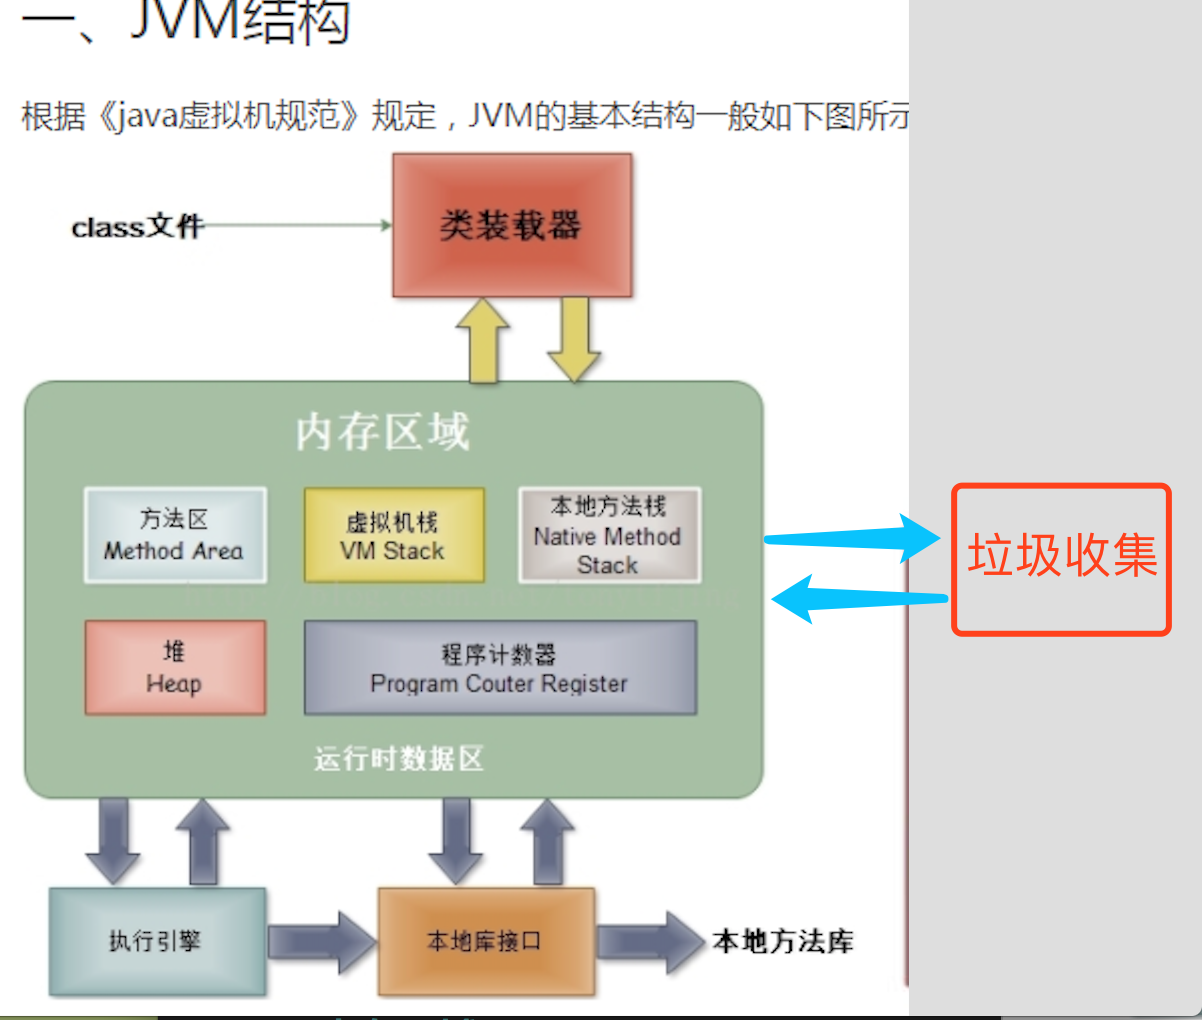 一、JVM结构
根据《java虚拟机规范》规定，JVM的基本结构一般如下图所示
class文件
类装载器
内存区域
方法区
Method Area
虚拟机栈
VM Stack
本地方法栈
Native Method
Stack
垃圾收集
堆
Heap
程序计数器
Program Couter Register
运行时数据区
执行引擎
本地库接口
本地方法库